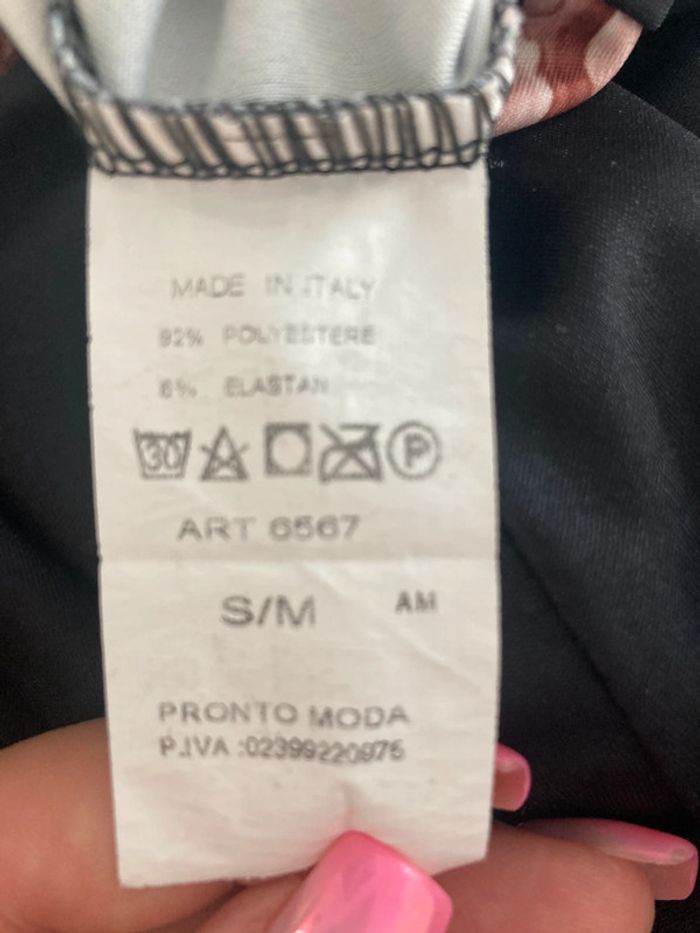 MADE IN ITALY
92% POLYESTERE
8% ELASTAN
30 P
ART 6567
S/M AM
PRONTO MODA
P.IVA :02399220975